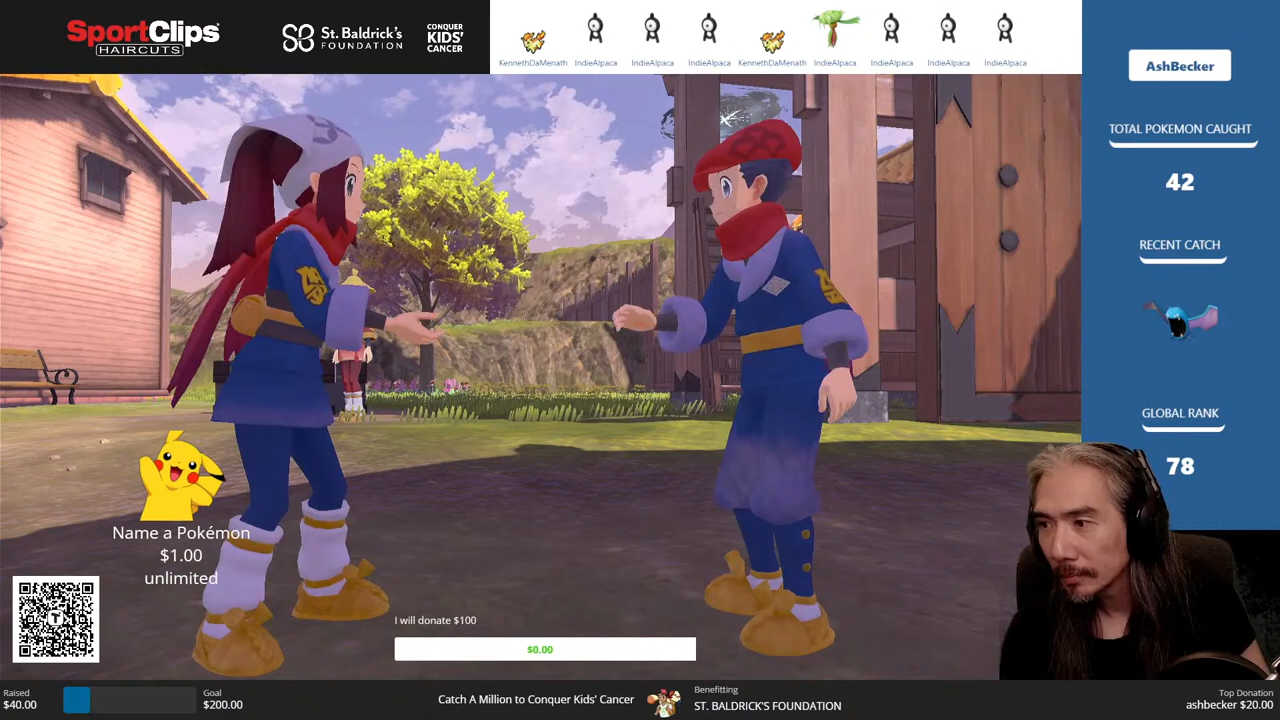 SportClips
HAIRCUTS
St. Baldrick's
FOUNDATION
CONQUER
KIDS'
CANCER
KennethDaMenath
IndieAlpaca
IndieAlpaca
IndieAlpaca
KennethDaMenath
IndieAlpaca
IndieAlpaca
IndieAlpaca
IndieAlpaca
AshBecker
TOTAL POKEMON CAUGHT
42
RECENT CATCH
GLOBAL RANK
78
Name a Pokémon
$1.00
unlimited
I will donate $100
$0.00
Raised
$40.00
Goal
$200.00
Catch A Million to Conquer Kids' Cancer
Benefitting
ST. BALDRICK'S FOUNDATION
Top Donation
ashbecker $20.00